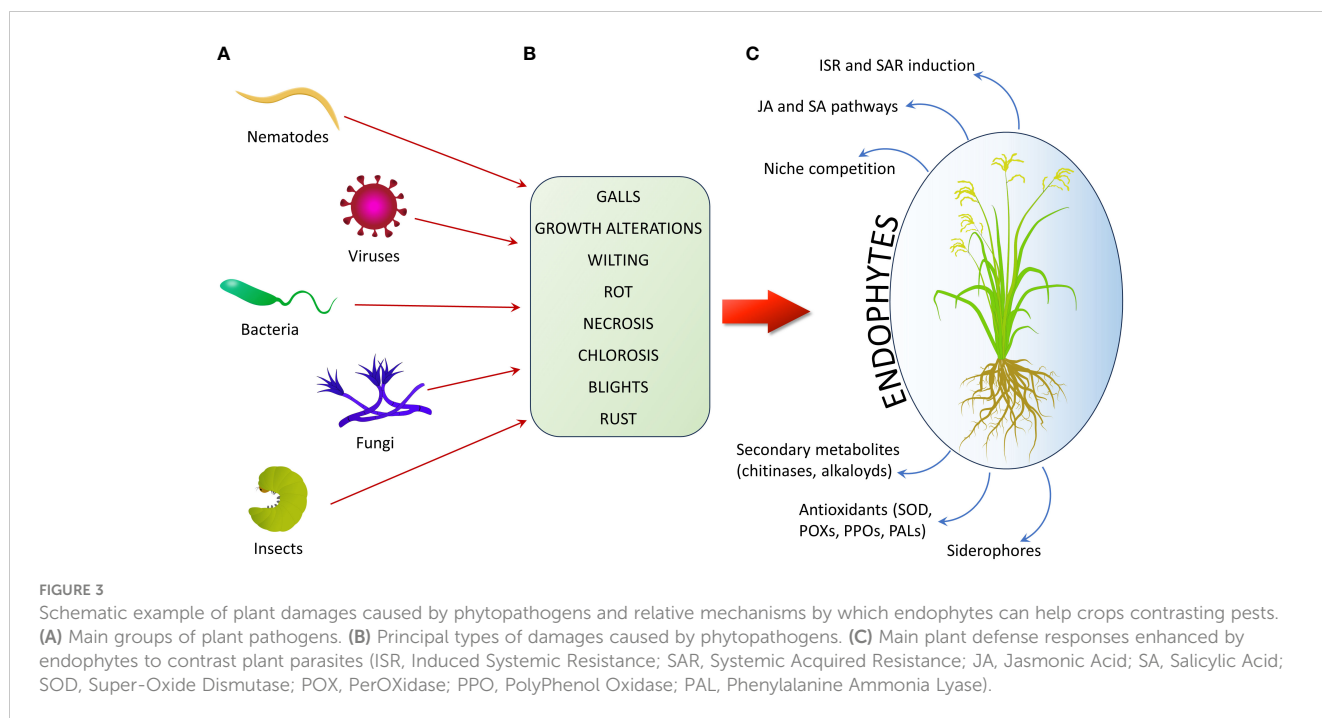 A
B
C
Nematodes
Viruses
Bacteria
Fungi
Insects
GALLS
GROWTH ALTERATIONS
WILTING
ROT
NECROSIS
CHLOROSIS
BLIGHTS
RUST
ISR and SAR induction
JA and SA pathways
Niche competition
ENDOPHYTES
Secondary metabolites
(chitinases, alkaloyds)
Antioxidants (SOD,
POXs, PPOs, PALs)
Siderophores
FIGURE 3
Schematic example of plant damages caused by phytopathogens and relative mechanisms by which endophytes can help crops contrasting pests.
(A) Main groups of plant pathogens. (B) Principal types of damages caused by phytopathogens. (C) Main plant defense responses enhanced by
endophytes to contrast plant parasites (ISR, Induced Systemic Resistance; SAR, Systemic Acquired Resistance; JA, Jasmonic Acid; SA, Salicylic Acid;
SOD, Super-Oxide Dismutase; POX, PerOXidase; PPO, PolyPhenol Oxidase; PAL, Phenylalanine Ammonia Lyase).